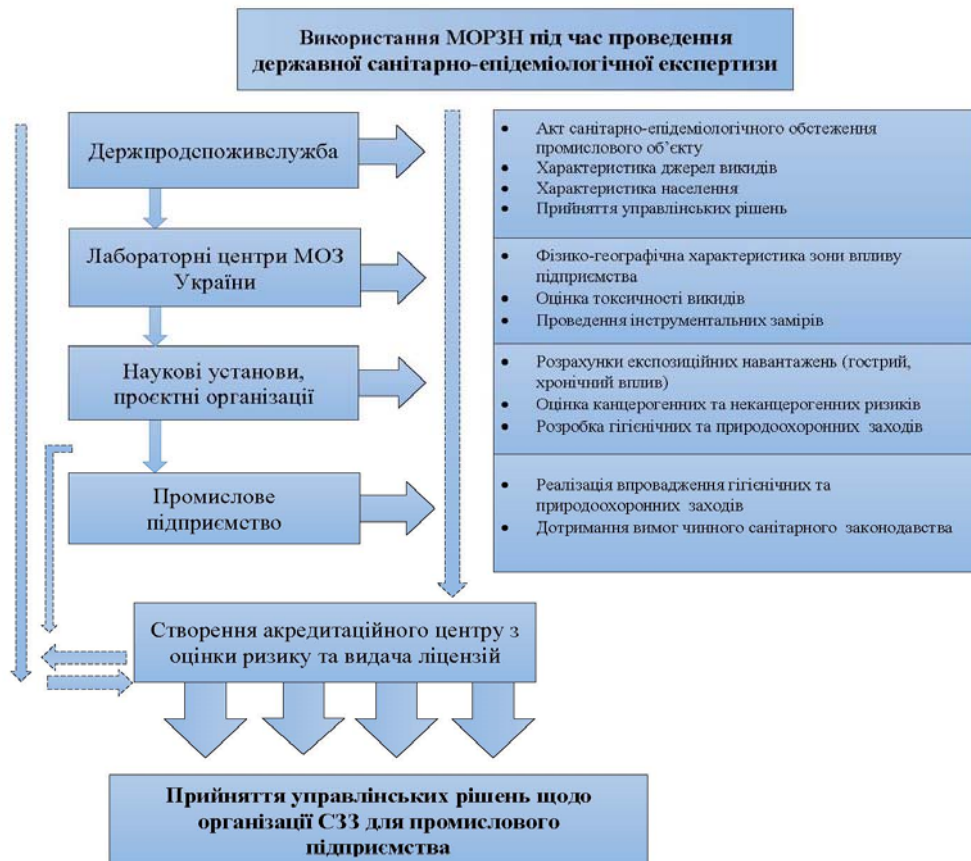 Використання МОРЗН під час проведення
державної санітарно-епідеміологічної експертизи
Держпродспоживслужба
• Акт санітарно-епідеміологічного обстеження
промислового об’єкту
• Характеристика джерел викидів
• Характеристика населення
• Прийняття управлінських рішень
Лабораторні центри МОЗ
України
• Фізико-географічна характеристика зони впливу
підприємства
• Оцінка токсичності викидів
• Проведення інструментальних замірів
Наукові установи,
проєктні організації
• Розрахунки експозиційних навантажень (гострий,
хронічний вплив)
• Оцінка канцерогенних та неканцерогенних ризиків
• Розробка гігієнічних та природоохоронних заходів
Промислове
підприємство
• Реалізація впровадження гігієнічних та
природоохоронних заходів
• Дотримання вимог чинного санітарного законодавства
Створення акредитаційного центру з
оцінки ризику та видача ліцензій
Прийняття управлінських рішень щодо
організації СЗЗ для промислового
підприємства